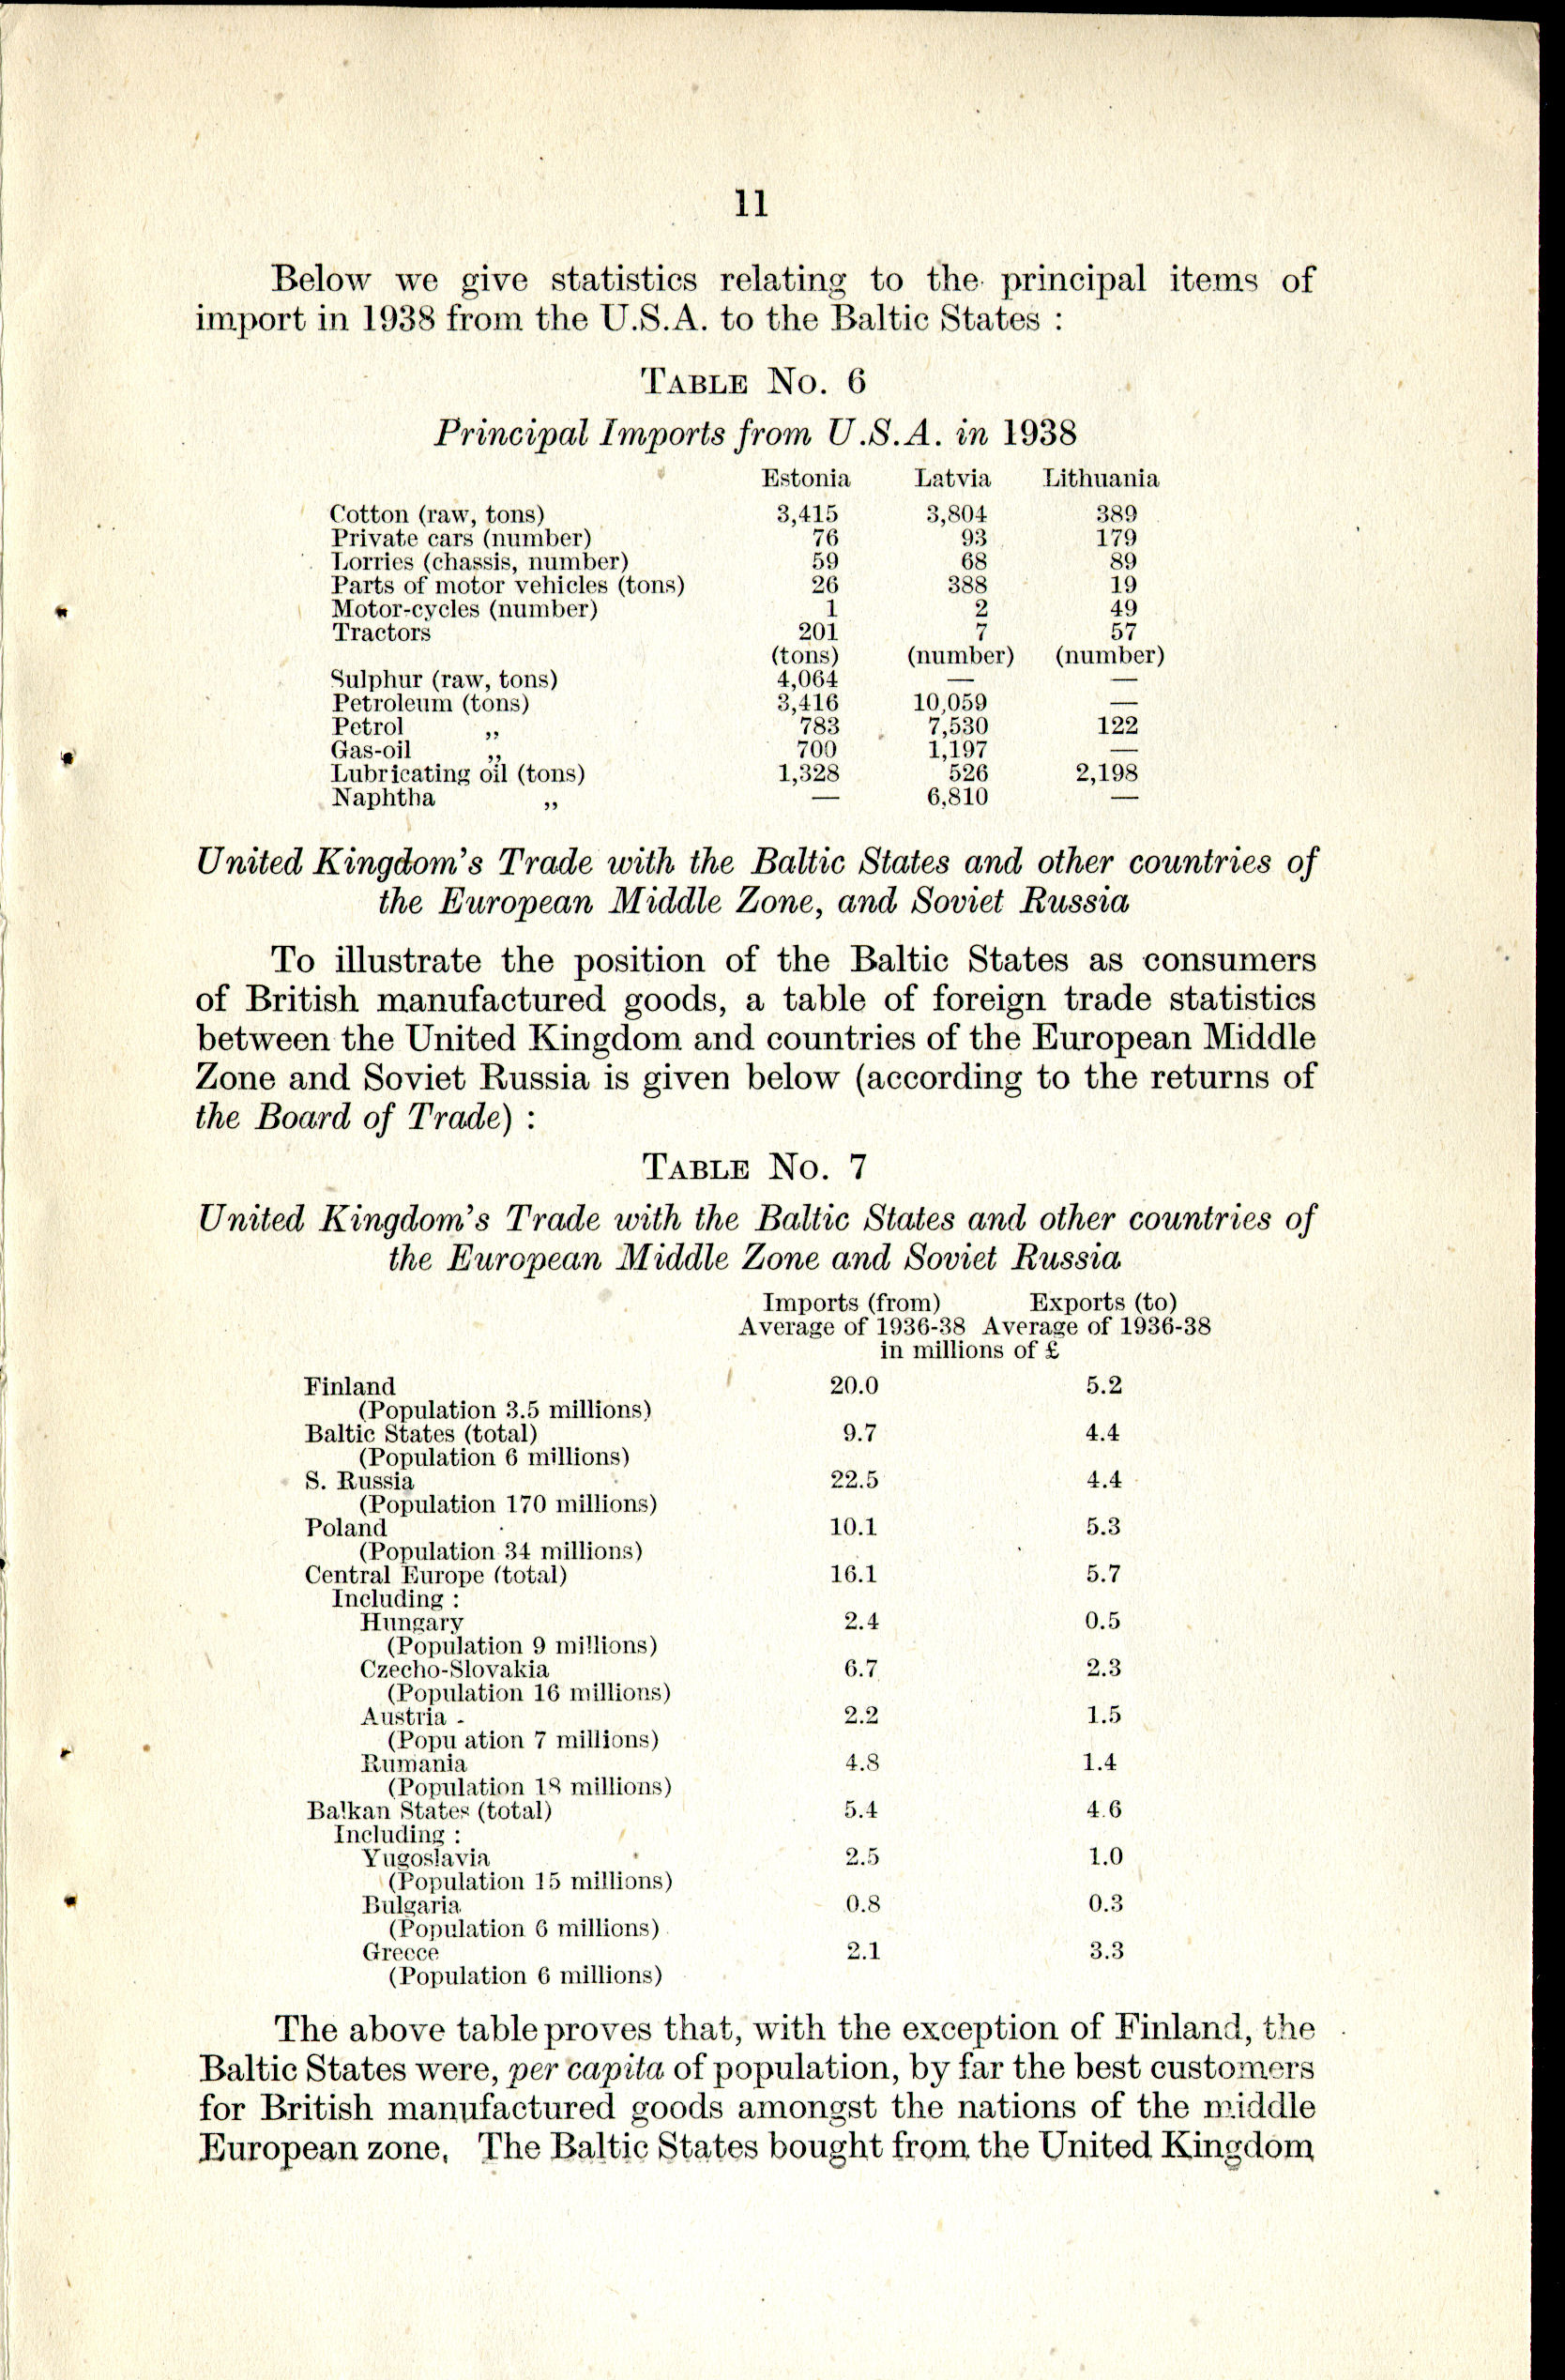 11
Below we give statistics relating to the principal items of
import in 1938 from the U.S.A. to the Baltic States :
TABLE No. 6
Principal Imports from U.S.A. in 1938
Estonia Latvia Lithuania
Cotton (raw, tons) 3,415 3,804 389
Private cars (number) 76 93 179
Lorries (chassis, number) 59 68 89
Parts of motor vehicles (tons) 26 388 19
Motor-cycles (number) 1 2 49
Tractors 201 7 57
(tons) (number) (number)
Sulphur (raw, tons) 4,064 — —
Petroleum (tons) 3,416 10,059 —
Petrol ,, 783 7,530 122
Gas-oil ,, 700 1,197 —
Lubricating oil (tons) 1,328 526 2,198
Naphtha ,, — 6,810 —
United Kingdom's Trade with the Baltic States and other countries of
the European Middle Zone, and Soviet Russia
To illustrate the position of the Baltic States as consumers
of British manufactured goods, a table of foreign trade statistics
between the United Kingdom and countries of the European Middle
Zone and Soviet Russia is given below (according to the returns of
the Board of Trade) :
TABLE No. 7
United Kingdom's Trade with the Baltic States and other countries of
the European Middle Zone and Soviet Russia
Imports (from) Exports (to)
Average of 1936-38 Average of 1936-38
in millions of £
Finland 20.0 5.2
(Population 3.5 millions)
Baltic States (total) 9.7 4.4
(Population 6 millions)
S. Russia 22.5 4.4
(Population 170 millions)
Poland 10.1 5.3
(Population 34 millions)
Central Europe (total) 16.1 5.7
Including :
Hungary 2.4 0.5
(Population 9 millions)
Czecho-Slovakia 6.7 2.3
(Population 16 millions)
Austria - 2.2 1.5
(Popu ation 7 millions)
Rumania 4.8 1.4
(Population 18 millions)
Balkan States (total) 5.4 4.6
Including :
Yugoslavia 2.5 1.0
(Population 15 millions)
Bulgaria 0.8 0.3
(Population 6 millions)
Greece 2.1 3.3
(Population 6 millions)
The above table proves that, with the exception of Finland, the
Baltic States were, per capita of population, by far the best customers
for British manufactured goods amongst the nations of the middle
European zone. The Baltic States bought from the United Kingdom